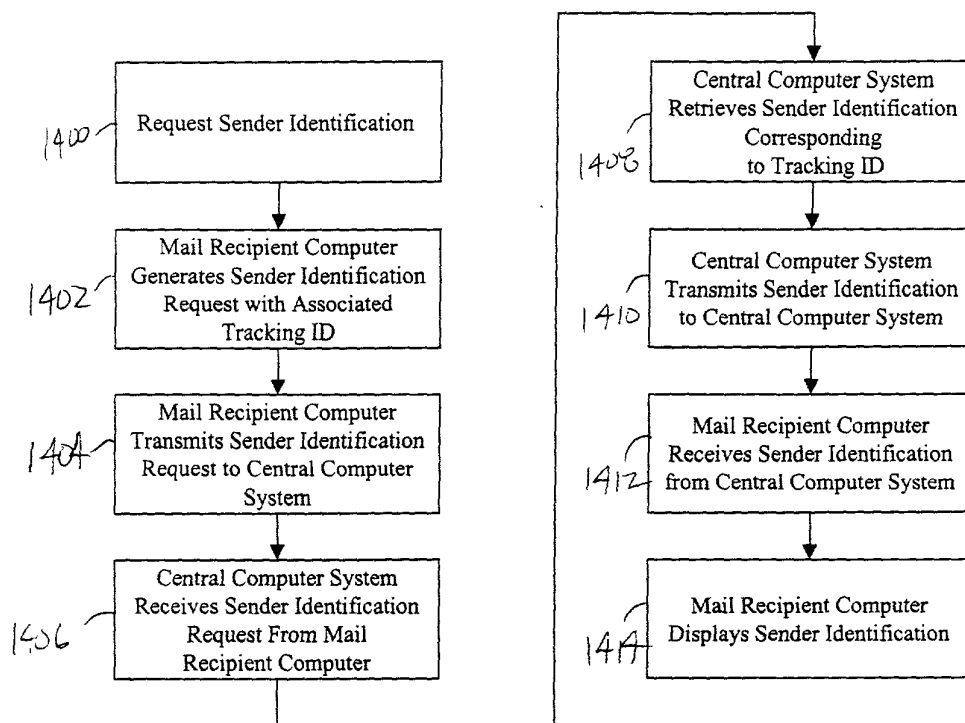 1400
Request Sender Identification
1402
Mail Recipient Computer
Generates Sender Identification
Request with Associated
Tracking ID
1404
Mail Recipient Computer
Transmits Sender Identification
Request to Central Computer
System
1406
Central Computer System
Receives Sender Identification
Request From Mail
Recipient Computer
1408
Central Computer System
Retrieves Sender Identification
Corresponding
to Tracking ID
1410
Central Computer System
Transmits Sender Identification
to Central Computer System
1412
Mail Recipient Computer
Receives Sender Identification
from Central Computer System
1414
Mail Recipient Computer
Displays Sender Identification